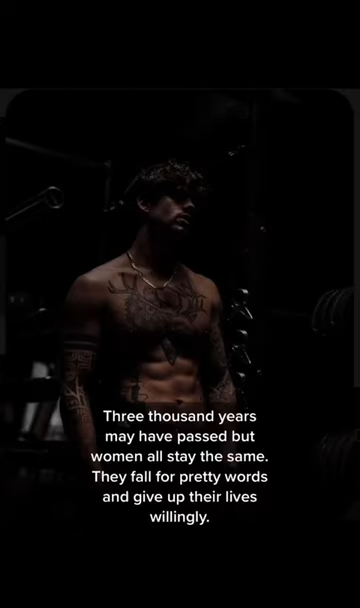 Three thousand years
may have passed but
women all stay the same.
They fall for pretty words
and give up their lives
willingly.